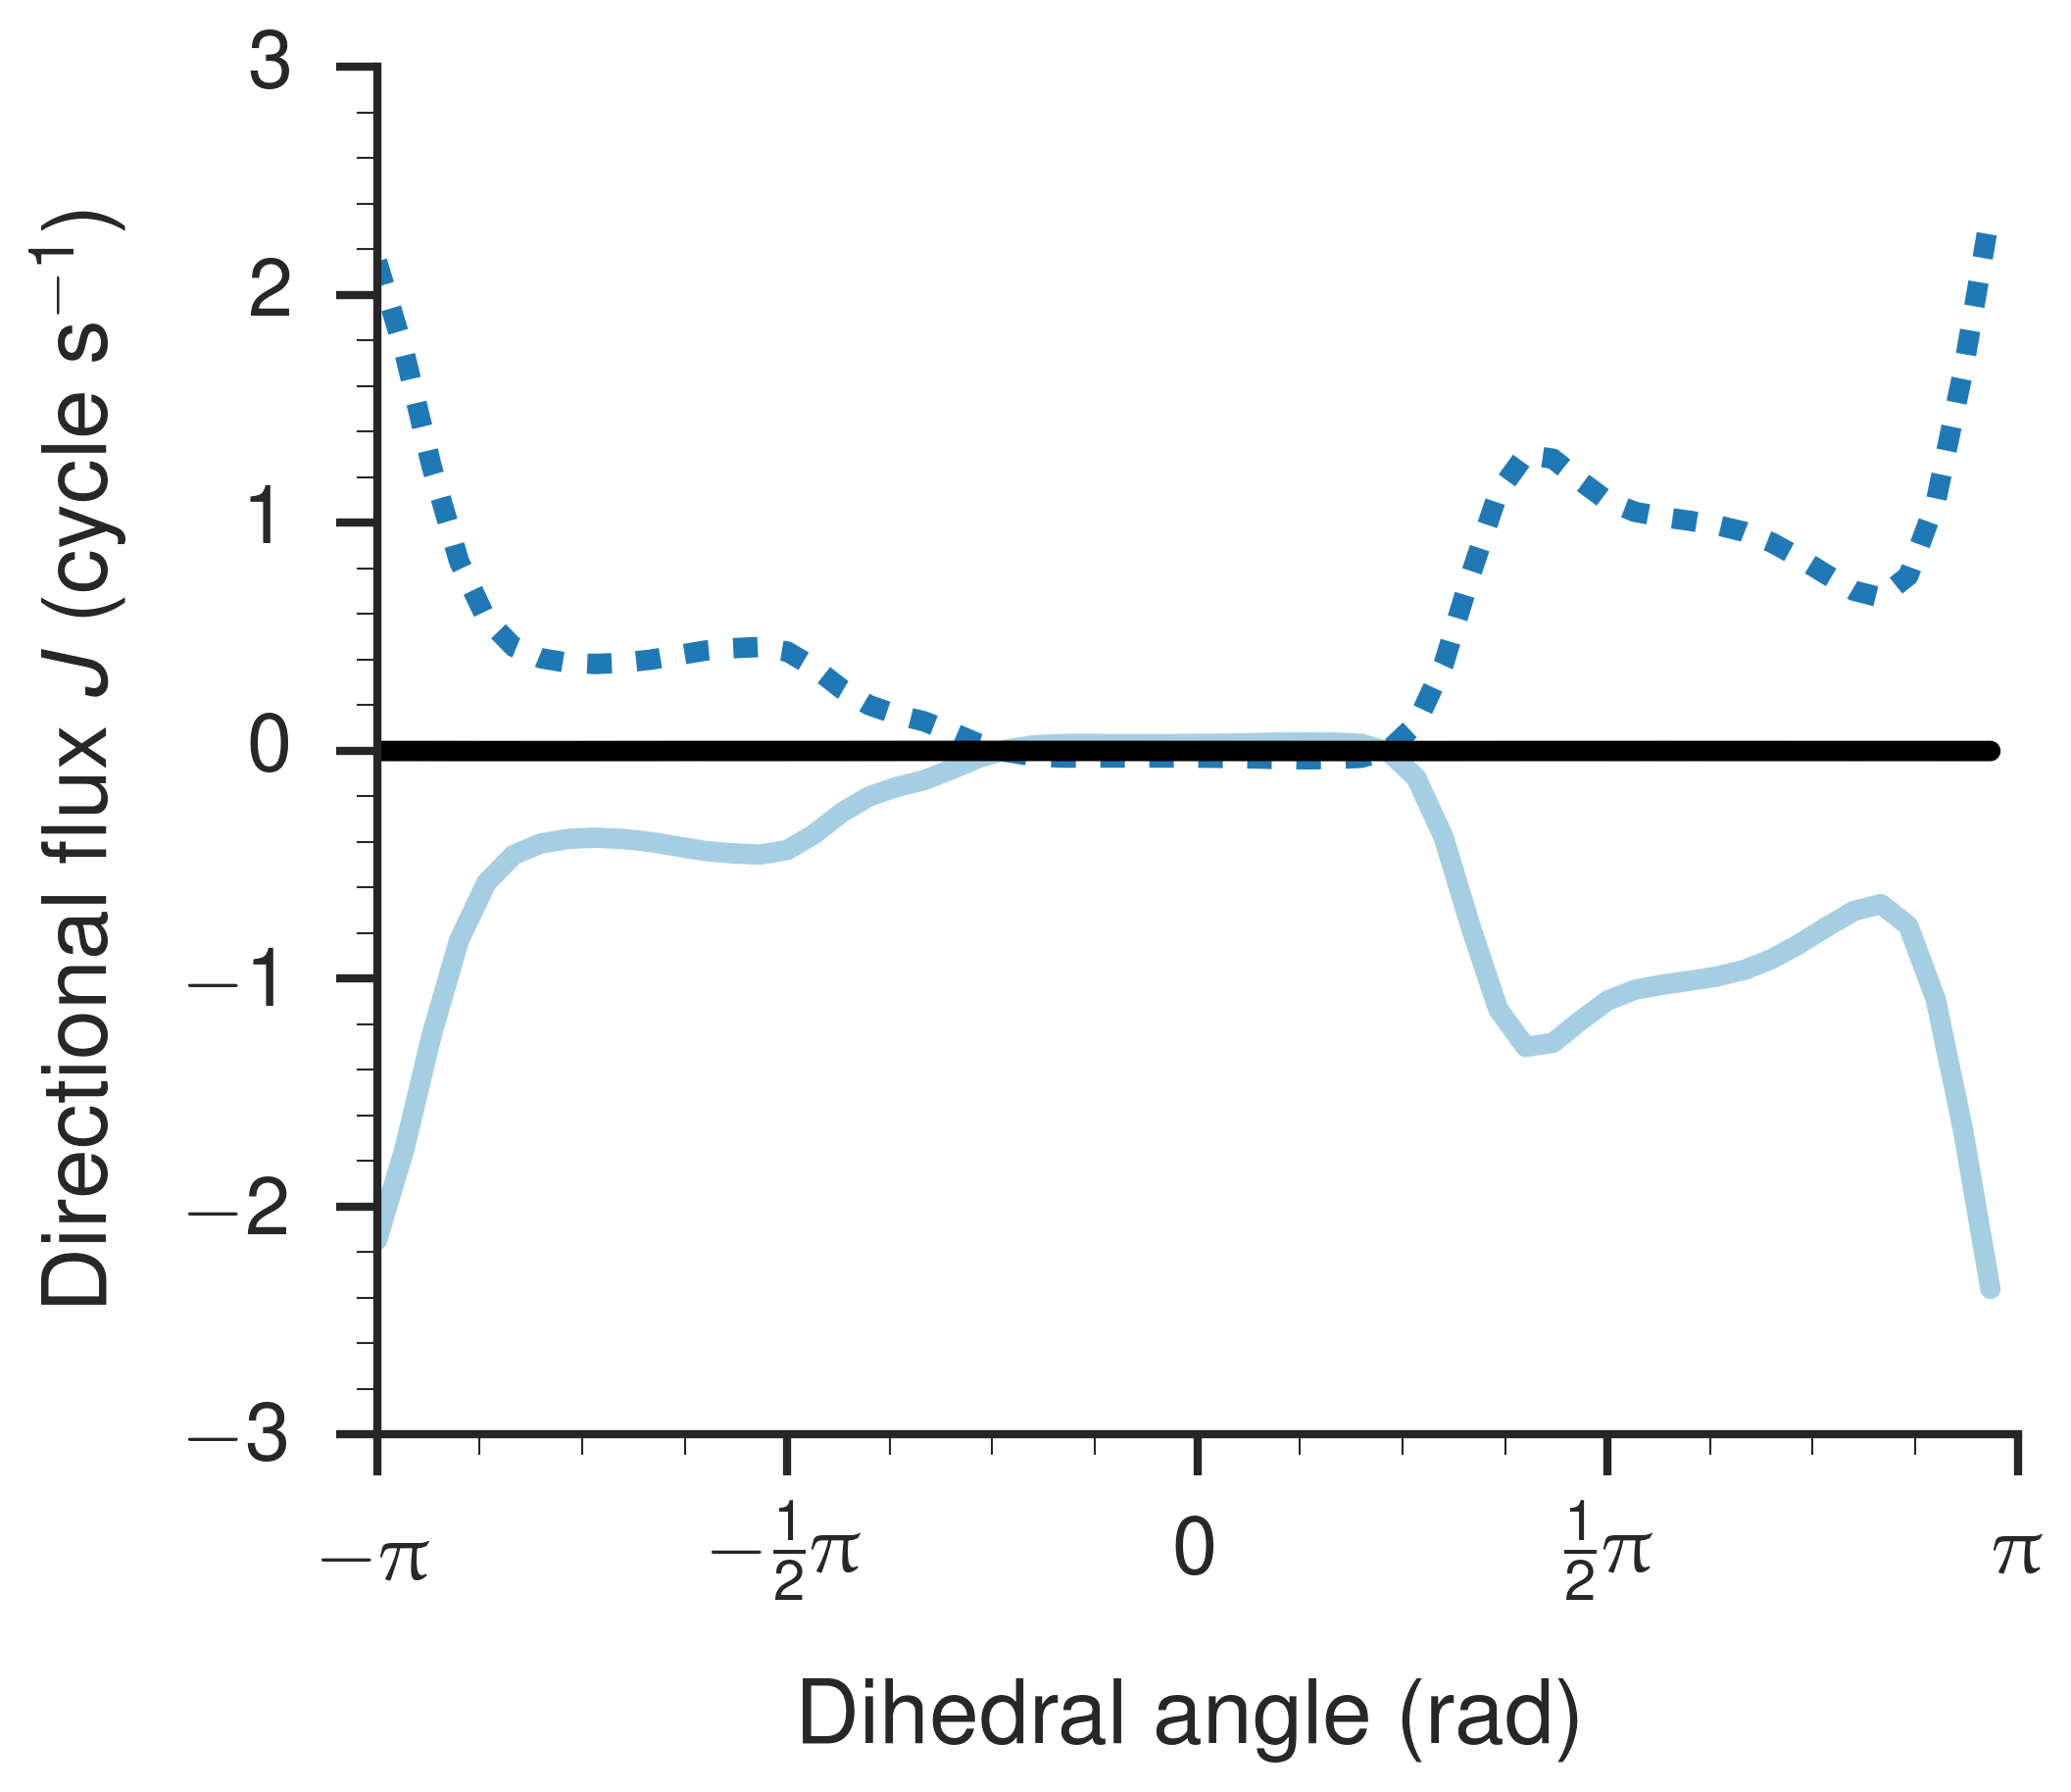 Directional flux J (cycle s⁻¹)
3
2
1
0
−1
−2
−3
−π
−½π
0
½π
π
Dihedral angle (rad)